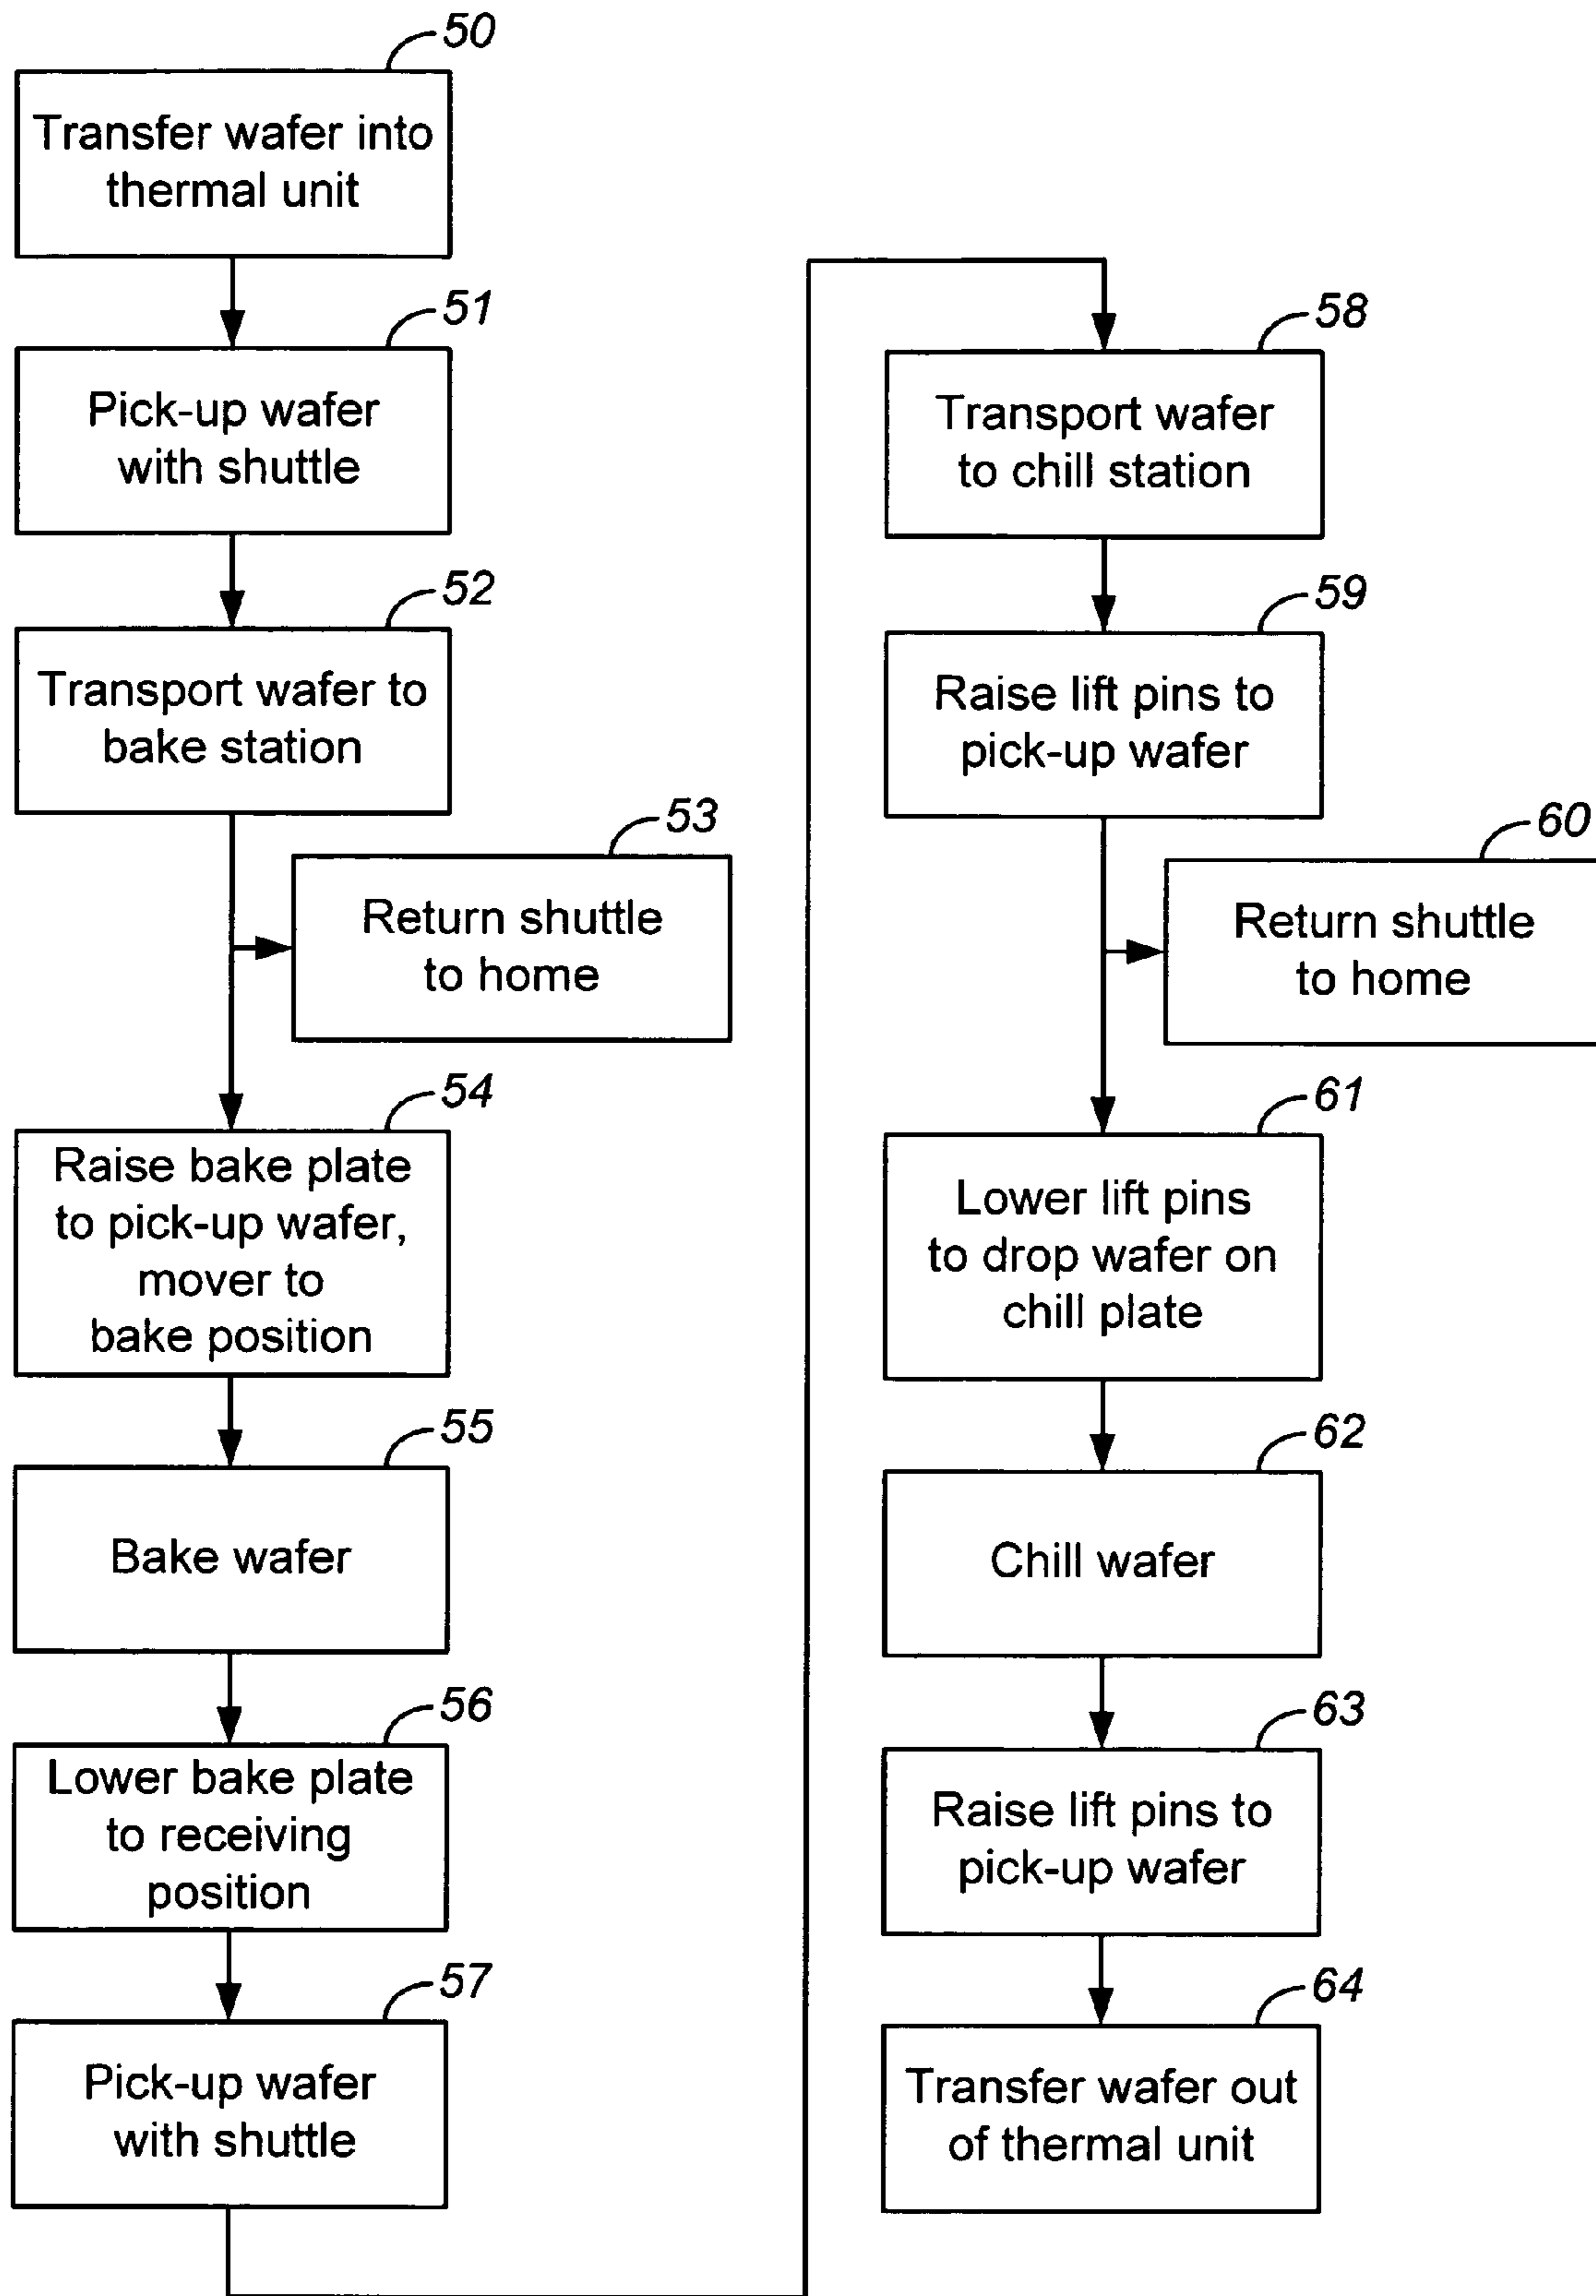 50
Transfer wafer into
thermal unit
51
Pick-up wafer
with shuttle
52
Transport wafer to
bake station
53
Return shuttle
to home
54
Raise bake plate
to pick-up wafer,
mover to
bake position
55
Bake wafer
56
Lower bake plate
to receiving
position
57
Pick-up wafer
with shuttle
58
Transport wafer
to chill station
59
Raise lift pins to
pick-up wafer
60
Return shuttle
to home
61
Lower lift pins
to drop wafer on
chill plate
62
Chill wafer
63
Raise lift pins to
pick-up wafer
64
Transfer wafer out
of thermal unit